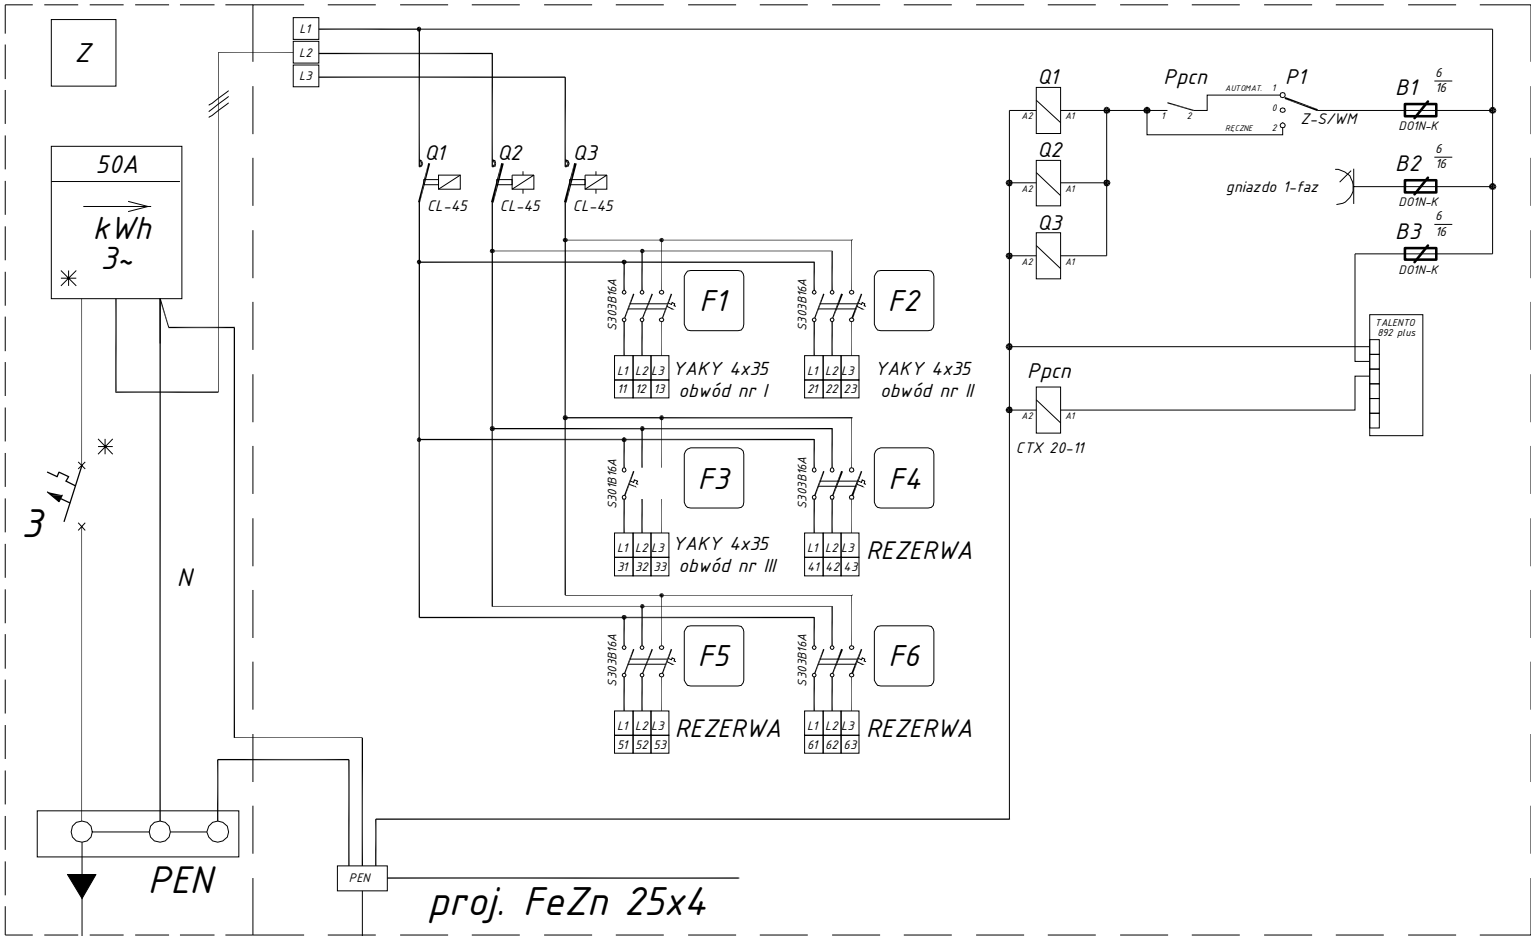 Z
L1
L2
L3
50A
kWh
3~
3
N
PEN
PEN
proj. FeZn 25x4
Q1
CL-45
Q2
CL-45
Q3
CL-45
S303B16A
F1
L1 L2 L3
11 12 13
YAKY 4x35
obwód nr I
S303B16A
F2
L1 L2 L3
21 22 23
YAKY 4x35
obwód nr II
S301B16A
F3
L1 L2 L3
31 32 33
YAKY 4x35
obwód nr III
S303B16A
F4
L1 L2 L3
41 42 43
REZERWA
S303B16A
F5
L1 L2 L3
51 52 53
REZERWA
S303B16A
F6
L1 L2 L3
61 62 63
REZERWA
Q1
A2 A1
Q2
A2 A1
Q3
A2 A1
Ppcn
1 2
AUTOMAT. 1
0
RĘCZNE 2
P1
Z-S/WM
B1 6/16
D01N-K
gniazdo 1-faz
B2 6/16
D01N-K
B3 6/16
D01N-K
TALENTO
892 plus
Ppcn
A2 A1
CTX 20-11